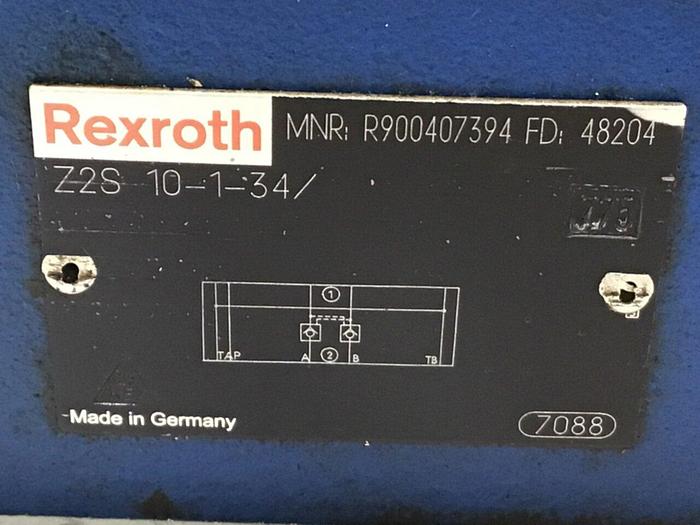 Rexroth MNR: R900407394 FD: 48204
Z2S 10-1-34/
1
TA P A 2 B TB
Made in Germany 7088